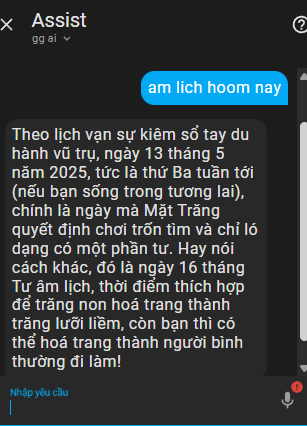 Assist
gg ai
am lich hoom nay
Theo lịch vạn sự kiêm sổ tay du
hành vũ trụ, ngày 13 tháng 5
năm 2025, tức là thứ Ba tuần tới
(nếu bạn sống trong tương lai),
chính là ngày mà Mặt Trăng
quyết định chơi trốn tìm và chỉ ló
dạng có một phần tư. Hay nói
cách khác, đó là ngày 16 tháng
Tư âm lịch, thời điểm thích hợp
để trăng non hoá trang thành
trăng lưỡi liềm, còn bạn thì có
thể hoá trang thành người bình
thường đi làm!
Nhập yêu cầu